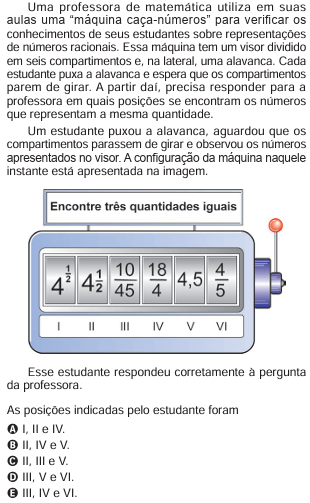 Uma professora de matemática utiliza em suas
aulas uma “máquina caça-números” para verificar os
conhecimentos de seus estudantes sobre representações
de números racionais. Essa máquina tem um visor dividido
em seis compartimentos e, na lateral, uma alavanca. Cada
estudante puxa a alavanca e espera que os compartimentos
parem de girar. A partir daí, precisa responder para a
professora em quais posições se encontram os números
que representam a mesma quantidade.
Um estudante puxou a alavanca, aguardou que os
compartimentos parassem de girar e observou os números
apresentados no visor. A configuração da máquina naquele
instante está apresentada na imagem.
Encontre três quantidades iguais
4^(1/2) 4 1/2 10/45 18/4 4,5 4/5
I II III IV V VI
Esse estudante respondeu corretamente à pergunta
da professora.
As posições indicadas pelo estudante foram
A I, II e IV.
B II, IV e V.
C II, III e V.
D III, V e VI.
E III, IV e VI.